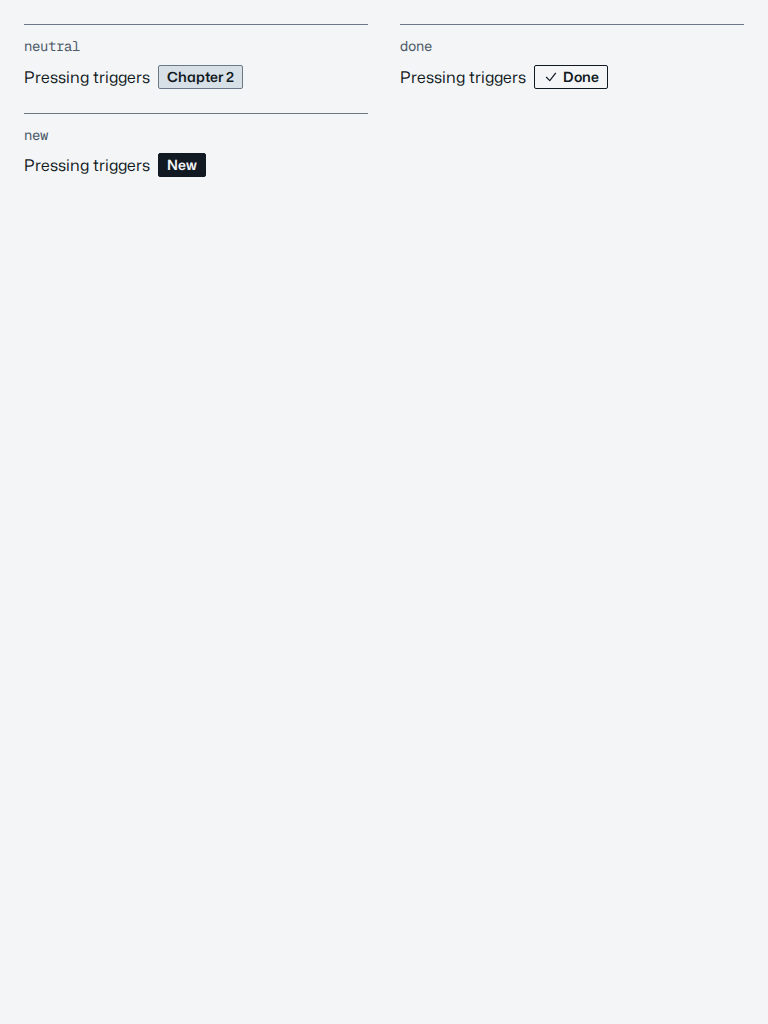 neutral
Pressing triggers Chapter 2
done
Pressing triggers Done
new
Pressing triggers New